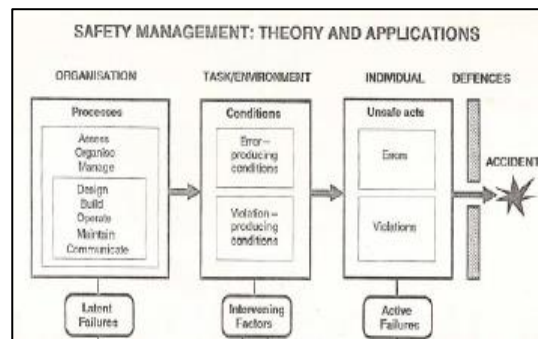 SAFETY MANAGEMENT: THEORY AND APPLICATIONS
ORGANISATION
TASK/ENVIRONMENT
INDIVIDUAL
DEFENCES
Processes
Assess
Organise
Manage
Design
Build
Operate
Maintain
Communicate
Conditions
Error–
producing
conditions
Violation–
producing
conditions
Unsafe acts
Errors
Violations
ACCIDENT
Latent
Failures
Intervening
Factors
Active
Failures